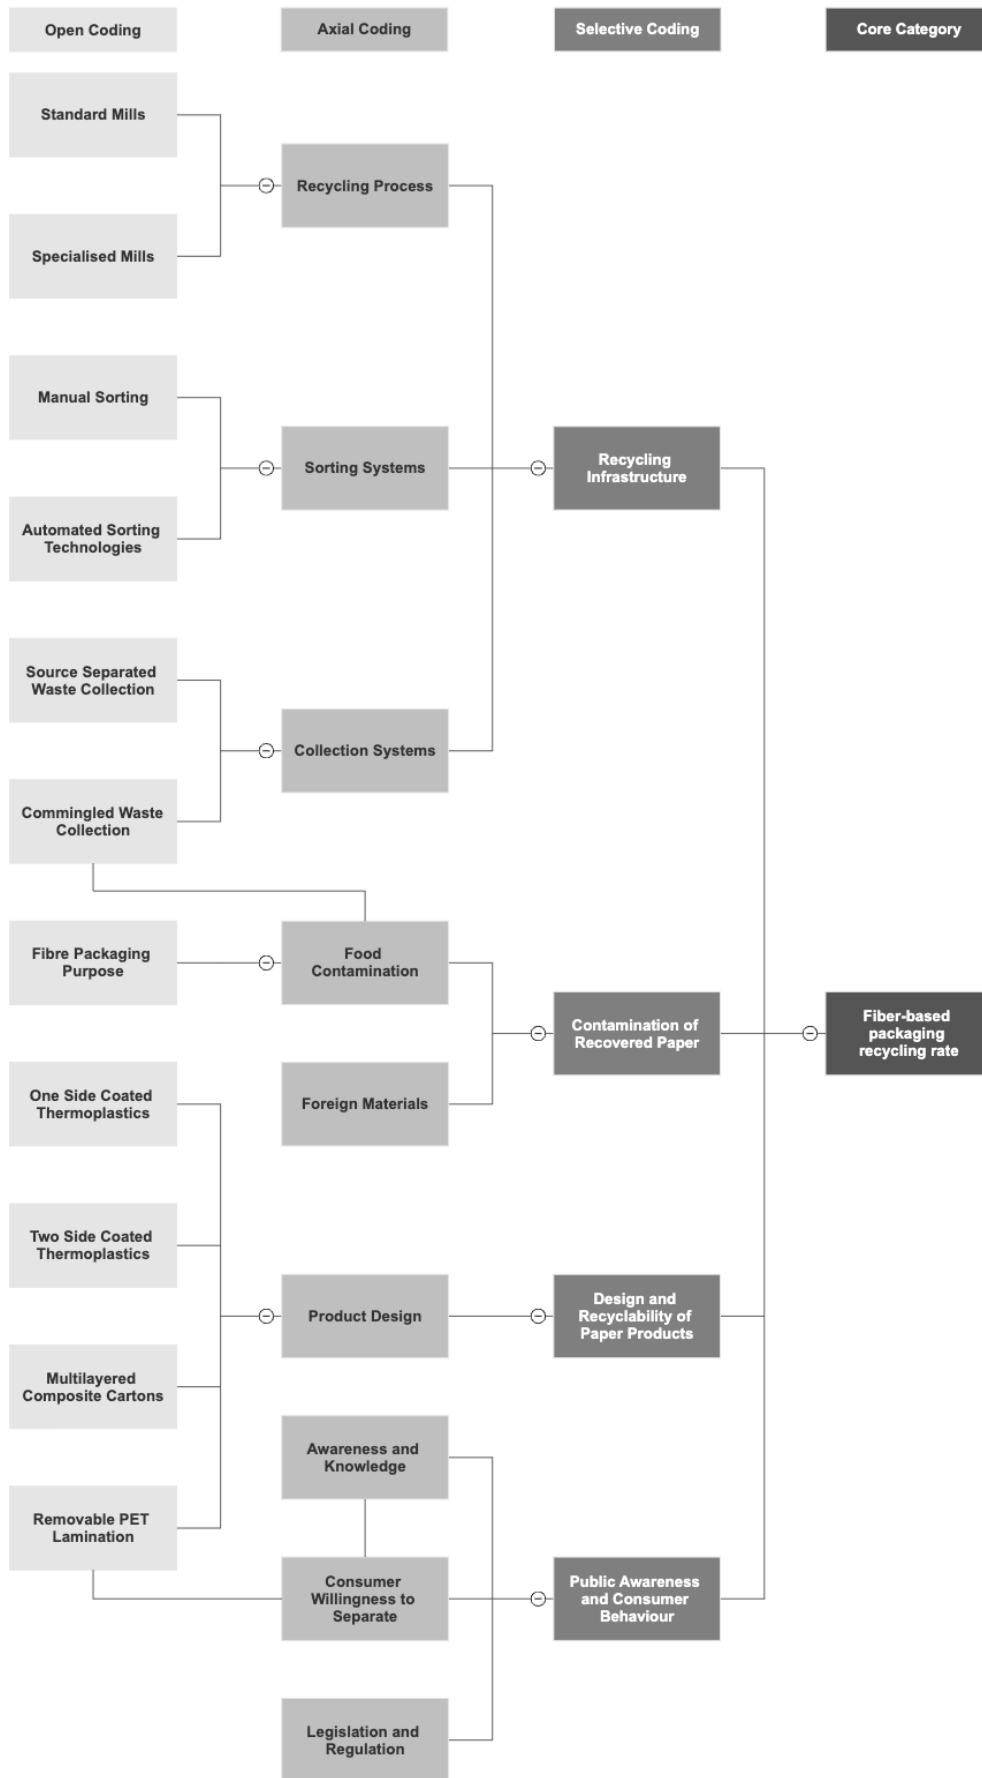 Open Coding
Axial Coding
Selective Coding
Core Category
Standard Mills
Recycling Process
Specialised Mills
Manual Sorting
Sorting Systems
Recycling
Infrastructure
Automated Sorting
Technologies
Source Separated
Waste Collection
Collection Systems
Commingled Waste
Collection
Fibre Packaging
Purpose
Food
Contamination
Contamination of
Recovered Paper
Fiber-based
packaging
recycling rate
One Side Coated
Thermoplastics
Foreign Materials
Two Side Coated
Thermoplastics
Product Design
Design and
Recyclability of
Paper Products
Multilayered
Composite Cartons
Awareness and
Knowledge
Removable PET
Lamination
Consumer
Willingness to
Separate
Public Awareness
and Consumer
Behaviour
Legislation and
Regulation